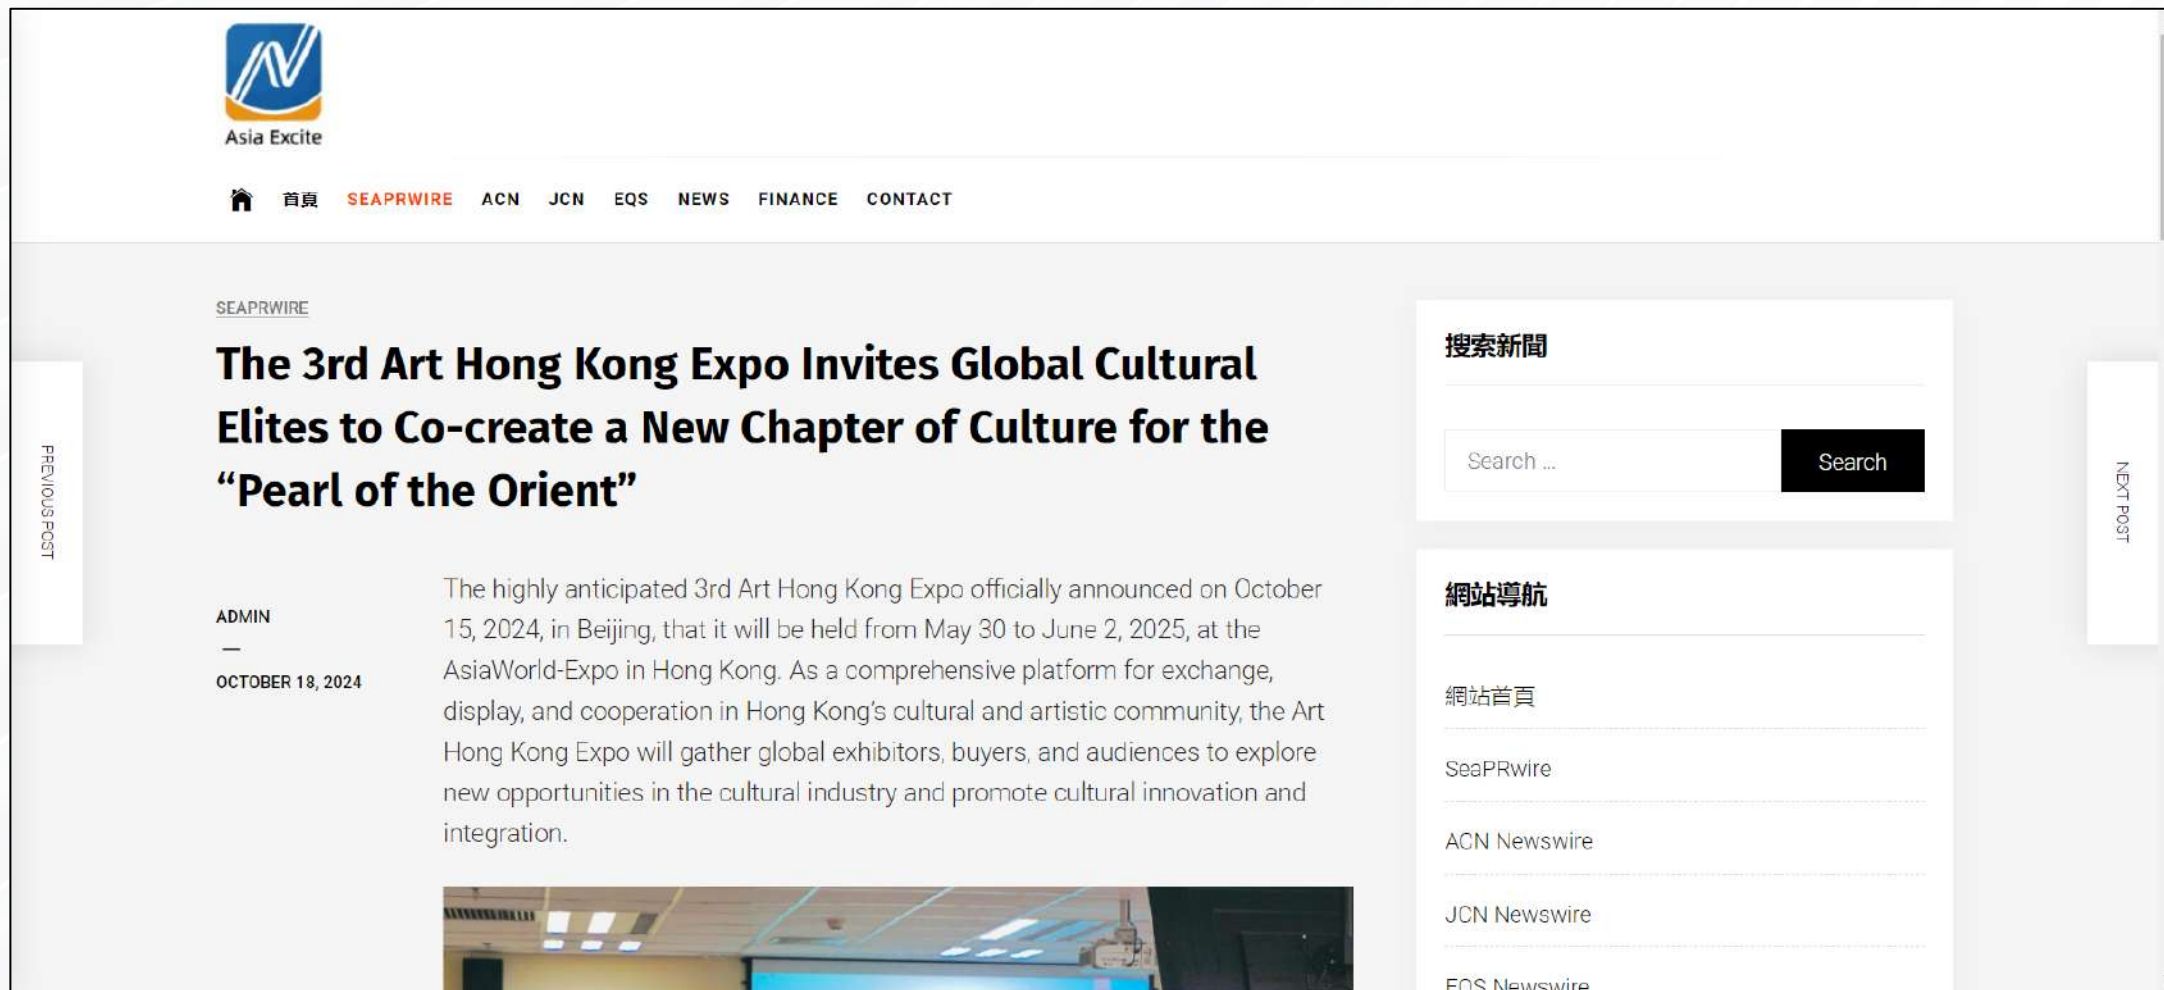 Asia Excite
首頁 SEAPRWIRE ACN JCN EQS NEWS FINANCE CONTACT
SEAPRWIRE
The 3rd Art Hong Kong Expo Invites Global Cultural
Elites to Co-create a New Chapter of Culture for the
“Pearl of the Orient”
PREVIOUS POST
ADMIN
—
OCTOBER 18, 2024
The highly anticipated 3rd Art Hong Kong Expo officially announced on October
15, 2024, in Beijing, that it will be held from May 30 to June 2, 2025, at the
AsiaWorld-Expo in Hong Kong. As a comprehensive platform for exchange,
display, and cooperation in Hong Kong’s cultural and artistic community, the Art
Hong Kong Expo will gather global exhibitors, buyers, and audiences to explore
new opportunities in the cultural industry and promote cultural innovation and
integration.
搜索新聞
Search ... Search
網站導航
網站首頁
SeaPRwire
ACN Newswire
JCN Newswire
EQS Newswire
NEXT POST